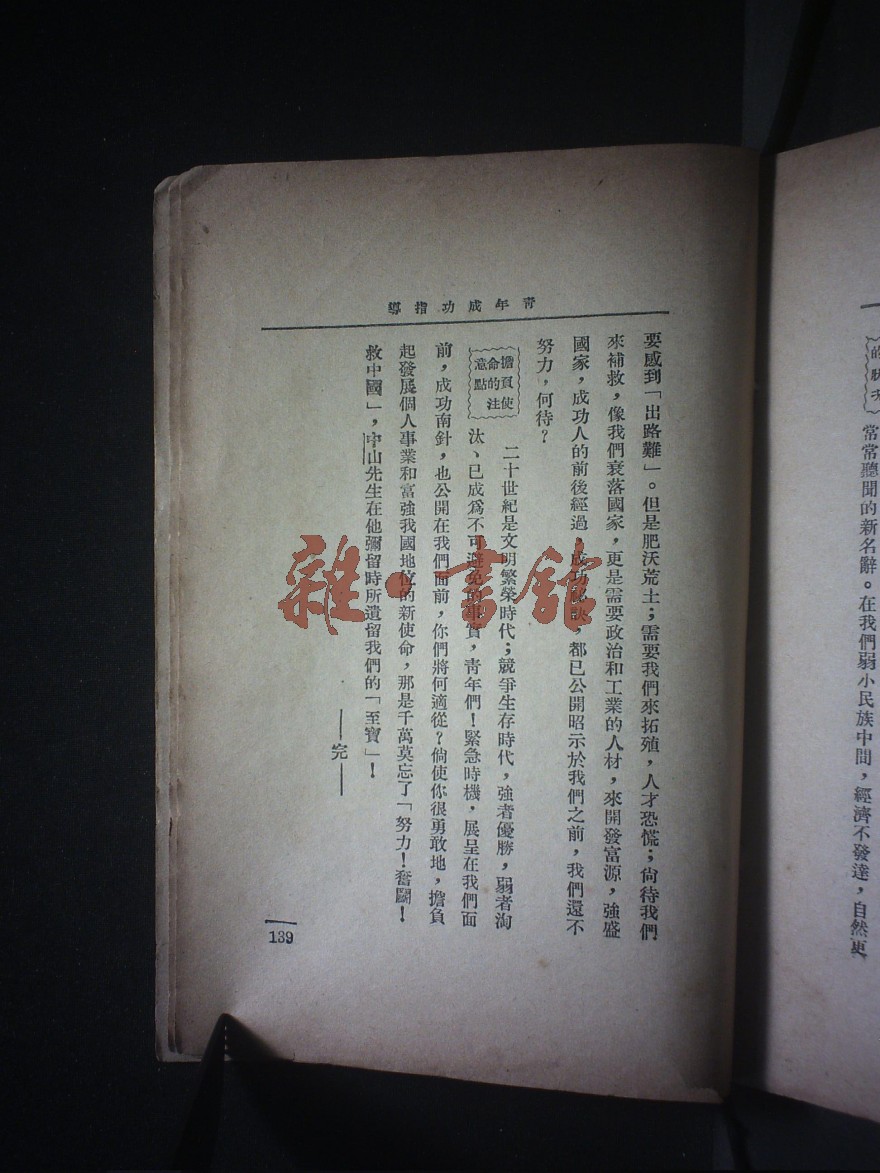 的狀況
常常聽聞的新名辭。在我們弱小民族中間，經濟不發達，自然更
青年成功指導
要感到「出路難」。但是肥沃荒土；需要我們來拓殖，人才恐慌；尙待我們
來補救，像我們衰落國家，更是需要政治和工業的人材，來開發富源，強盛
國家，成功人的前後經過，成功秘訣，都已公開昭示於我們之前，我們還不
努力，何待？
擔頁使
命的注
意點
二十世紀是文明繁榮時代；競爭生存時代，強者優勝，弱者淘
汰、已成爲不可避免的事實，靑年們！緊急時機，展呈在我們面
前，成功南針，也公開在我們面前，你們將何適從？倘使你很勇敢地，擔負
起發展個人事業和富強我國地位的新使命，那是千萬莫忘了「努力！奮鬭！
救中國」，中山先生在他彌留時所遺留我們的「至寶」！
——完——
139
雜·書館